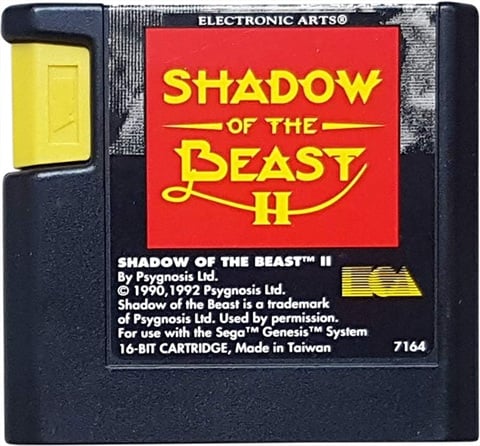 ELECTRONIC ARTS®
SHADOW
OF THE
BEAST
II
SHADOW OF THE BEAST™ II
By Psygnosis Ltd.
© 1990,1992 Psygnosis Ltd.
Shadow of the Beast is a trademark
of Psygnosis Ltd. Used by permission.
For use with the Sega™ Genesis™ System
16-BIT CARTRIDGE, Made in Taiwan 7164
EA